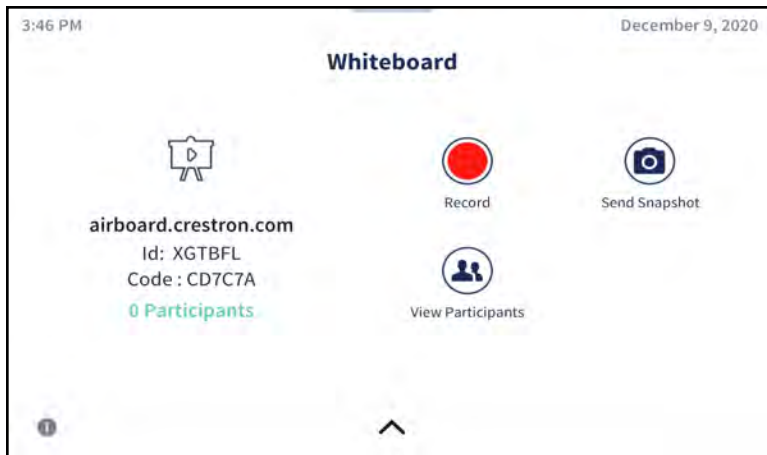 3:46 PM
December 9, 2020
Whiteboard
airboard.crestron.com
Id: XGTBFL
Code : CD7C7A
0 Participants
Record
Send Snapshot
View Participants